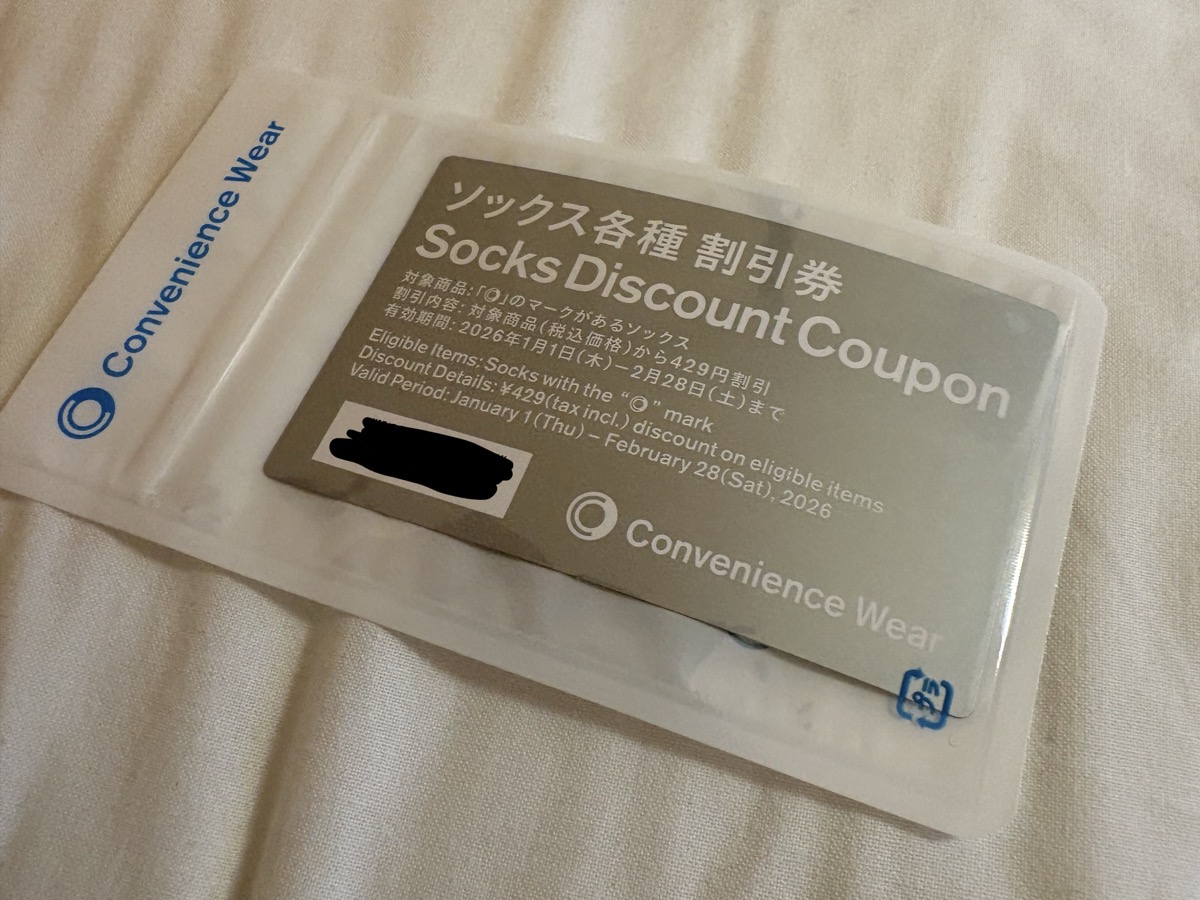 Convenience Wear
ソックス各種 割引券
Socks Discount Coupon
対象商品:「」のマークがあるソックス
割引内容: 対象商品(税込価格)から429円割引
有効期間: 2026年1月1日(木)–2月28日(土)まで
Eligible Items: Socks with the “ ” mark
Discount Details: ¥429(tax incl.) discount on eligible items
Valid Period: January 1(Thu) – February 28(Sat), 2026
Convenience Wear
プラ